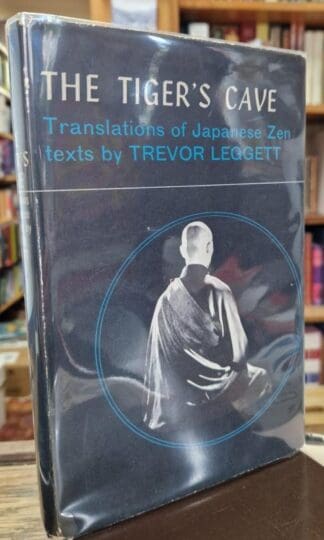 THE TIGER'S CAVE
Translations of Japanese Zen
texts by TREVOR LEGGETT